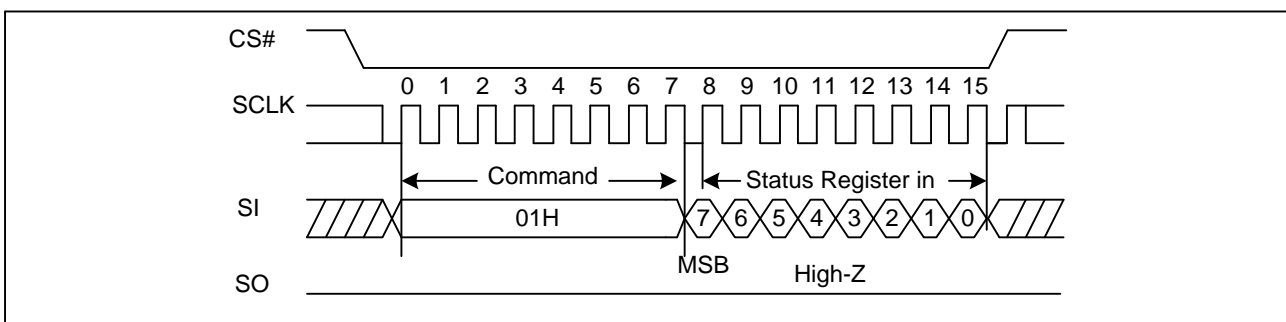 CS#
0 1 2 3 4 5 6 7 8 9 10 11 12 13 14 15
SCLK
Command Status Register in
SI 01H 7 6 5 4 3 2 1 0
MSB High-Z
SO